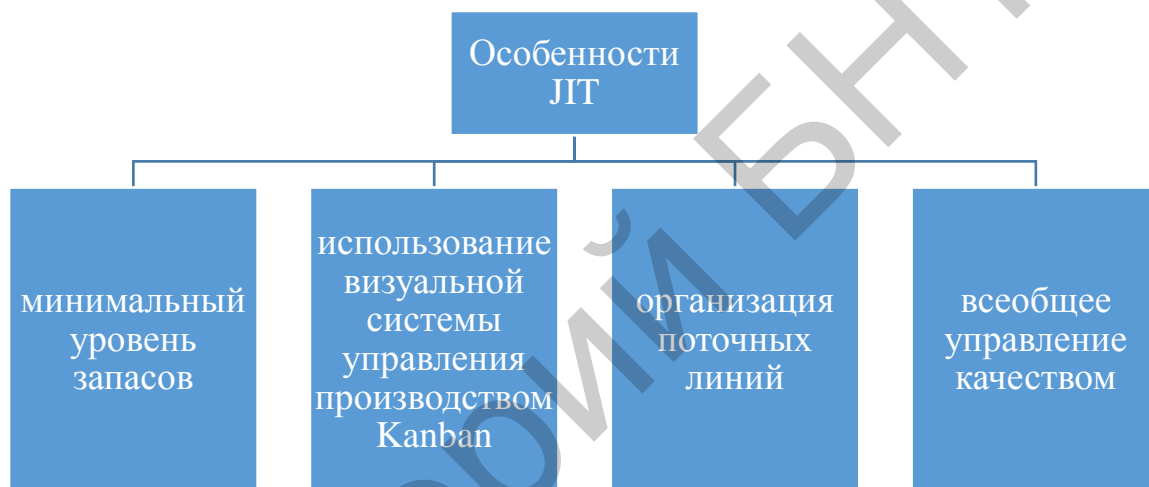 Особенности
JIT
минимальный
уровень
запасов
использование
визуальной
системы
управления
производством
Kanban
организация
поточных
линий
всеобщее
управление
качеством